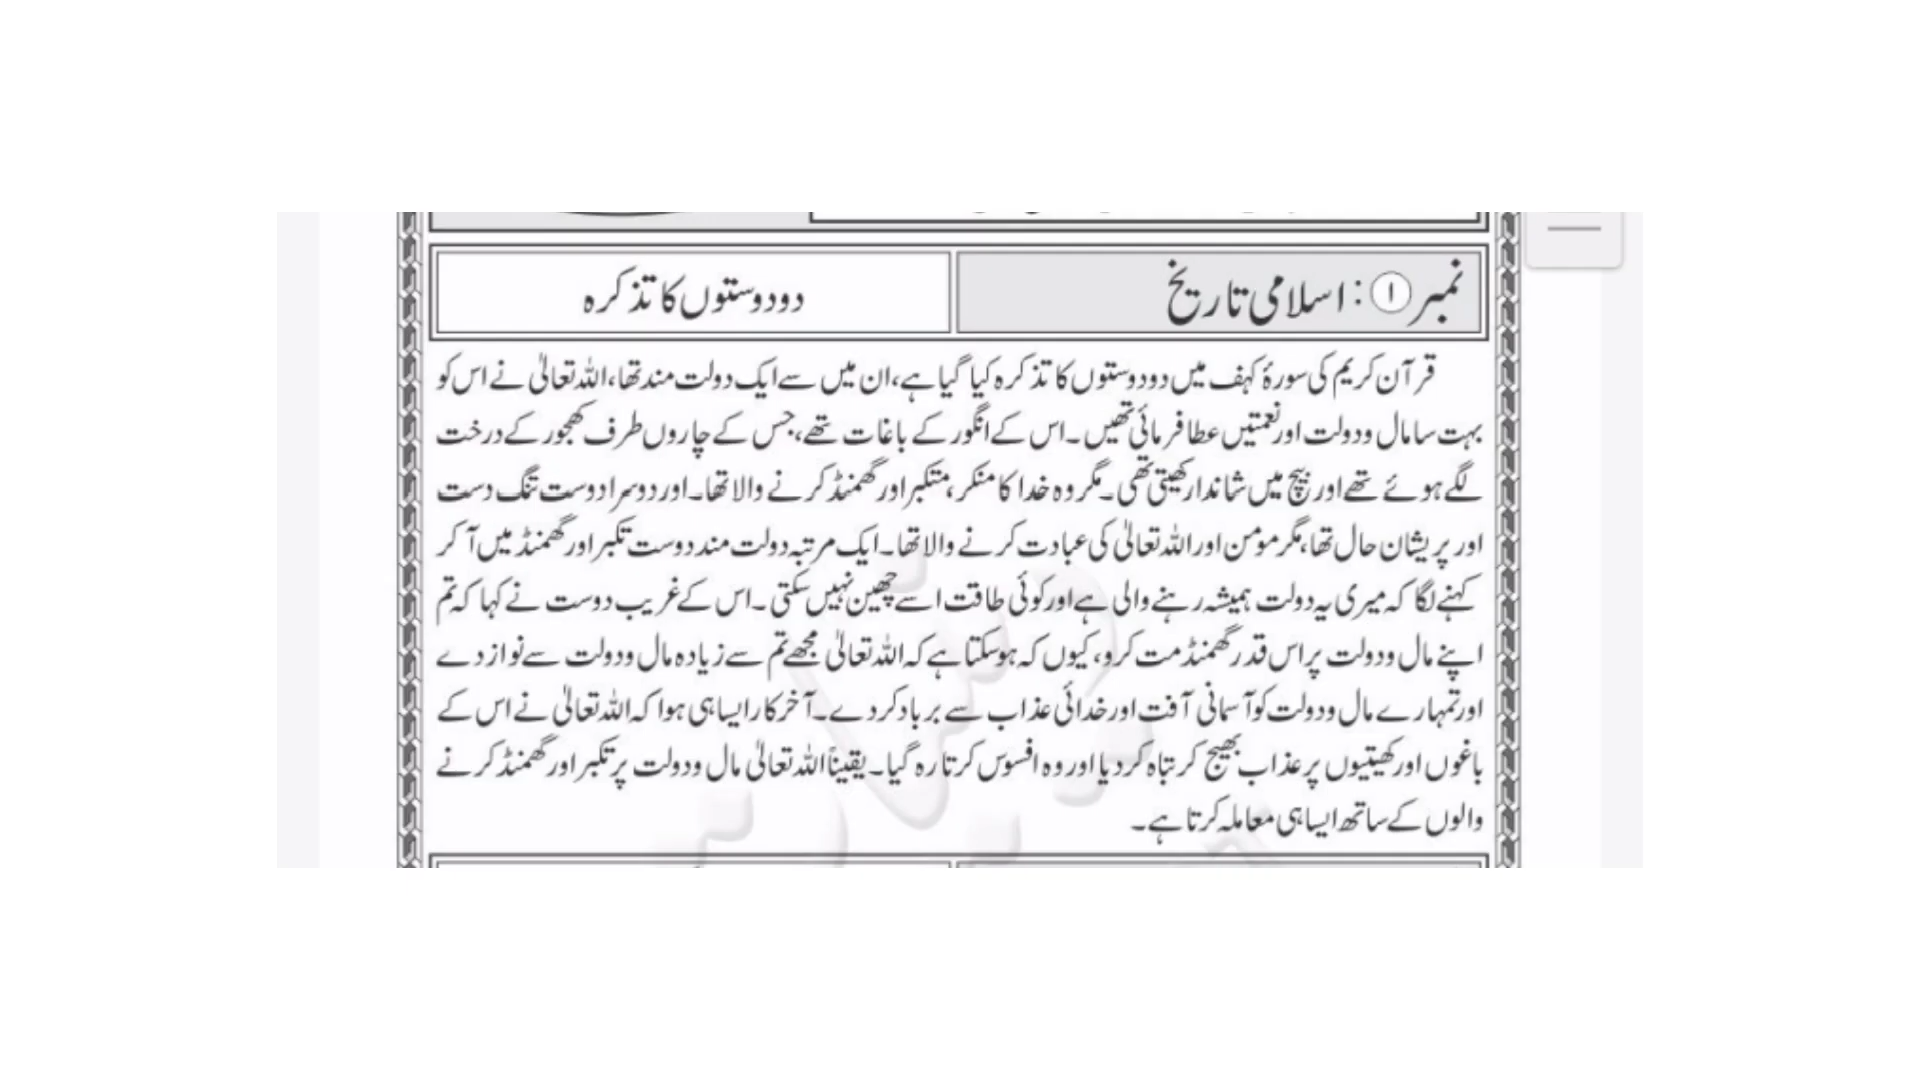 نمبر ۱ : اسلامی تاریخ
دو دوستوں کا تذکرہ
قرآن کریم کی سورۂ کہف میں دو دوستوں کا تذکرہ کیا گیا ہے، ان میں سے ایک دولت مند تھا، اللہ تعالیٰ نے اس کو
بہت سا مال و دولت اور نعمتیں عطا فرمائی تھیں۔ اس کے انگور کے باغات تھے، جس کے چاروں طرف کھجور کے درخت
لگے ہوئے تھے اور بیچ میں شاندار کھیتی تھی۔ مگر وہ خدا کا منکر، متکبر اور گھمنڈ کرنے والا تھا۔ اور دوسرا دوست تنگ دست
اور پریشان حال تھا، مگر مومن اور اللہ تعالیٰ کی عبادت کرنے والا تھا۔ ایک مرتبہ دولت مند دوست تکبر اور گھمنڈ میں آ کر
کہنے لگا کہ میری یہ دولت ہمیشہ رہنے والی ہے اور کوئی طاقت اسے چھین نہیں سکتی۔ اس کے غریب دوست نے کہا کہ تم
اپنے مال و دولت پر اس قدر گھمنڈ مت کرو، کیوں کہ ہو سکتا ہے کہ اللہ تعالیٰ مجھے تم سے زیادہ مال و دولت سے نواز دے
اور تمہارے مال و دولت کو آسمانی آفت اور خدائی عذاب سے برباد کر دے۔ آخر کار ایسا ہی ہوا کہ اللہ تعالیٰ نے اس کے
باغوں اور کھیتیوں پر عذاب بھیج کر تباہ کر دیا اور وہ افسوس کرتا رہ گیا۔ یقیناً اللہ تعالیٰ مال و دولت پر تکبر اور گھمنڈ کرنے
والوں کے ساتھ ایسا ہی معاملہ کرتا ہے۔